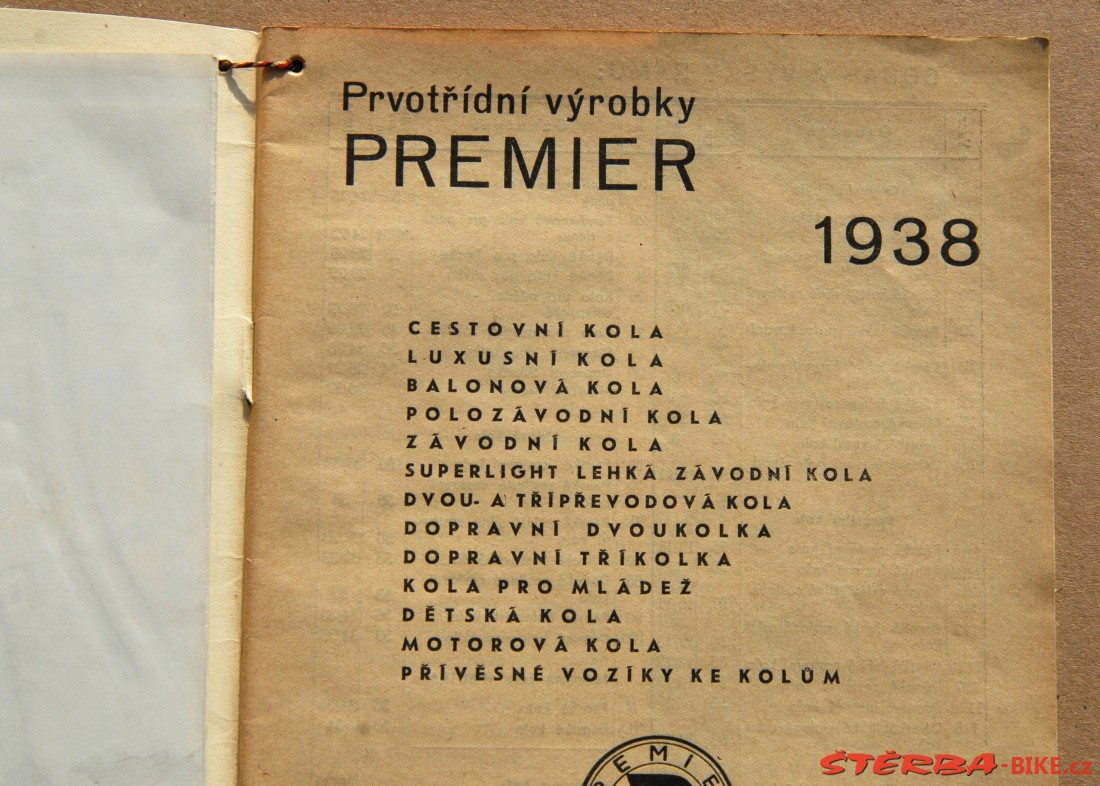 Prvotřídní výrobky
PREMIER
1938
CESTOVNÍ KOLA
LUXUSNÍ KOLA
BALONOVÁ KOLA
POLOZÁVODNÍ KOLA
ZÁVODNÍ KOLA
SUPERLIGHT LEHKÁ ZÁVODNÍ KOLA
DVOU- A TŘÍPŘEVODOVÁ KOLA
DOPRAVNÍ DVOUKOLKA
DOPRAVNÍ TŘÍKOLKA
KOLA PRO MLÁDEŽ
DĚTSKÁ KOLA
MOTOROVÁ KOLA
PŘÍVĚSNÉ VOZÍKY KE KOLŮM
REMIE
ŠTĚRBA-BIKE.cz